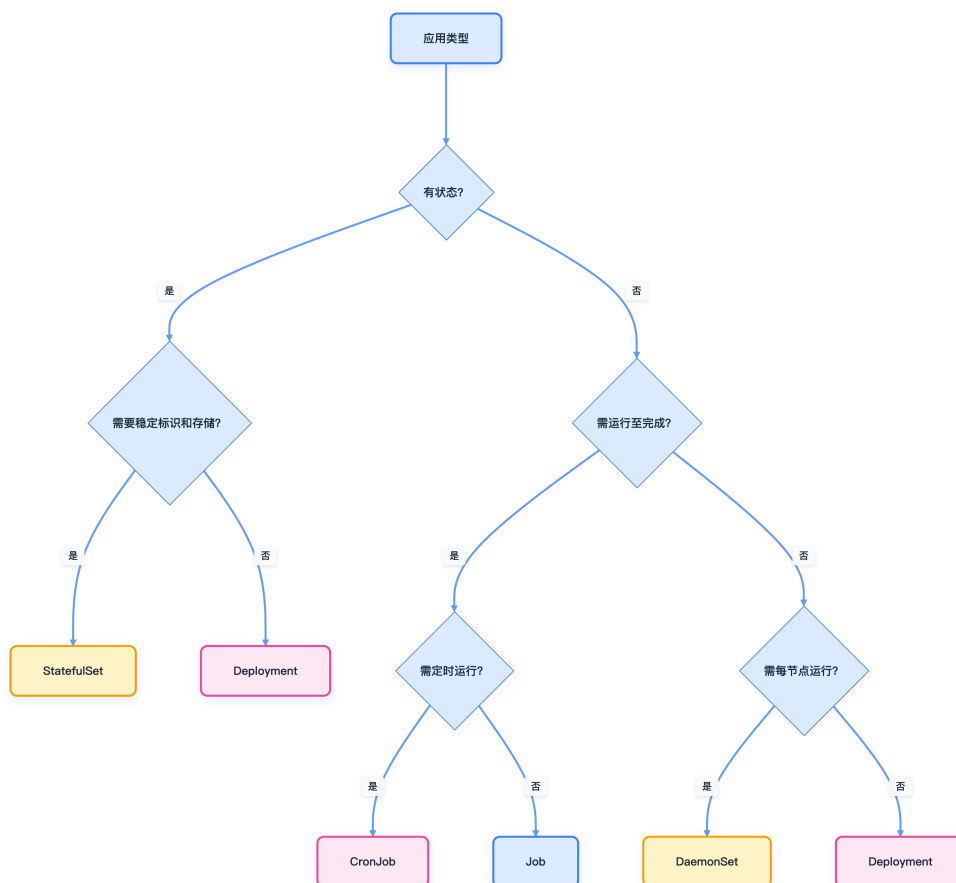 应用类型
有状态?
是
否
需要稳定标识和存储?
需运行至完成?
是
否
是
否
StatefulSet
Deployment
需定时运行?
需每节点运行?
是
否
是
否
CronJob
Job
DaemonSet
Deployment